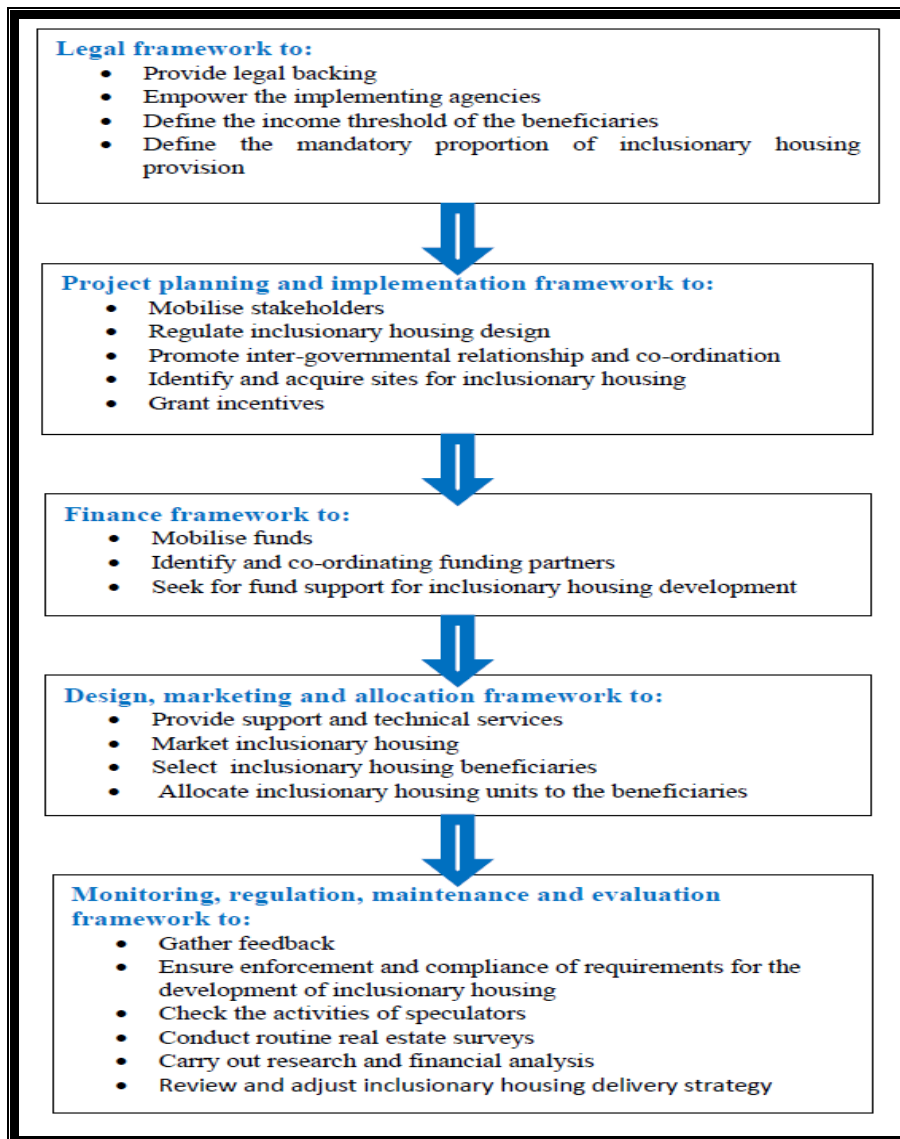 Legal framework to:
• Provide legal backing
• Empower the implementing agencies
• Define the income threshold of the beneficiaries
• Define the mandatory proportion of inclusionary housing
provision
Project planning and implementation framework to:
• Mobilise stakeholders
• Regulate inclusionary housing design
• Promote inter-governmental relationship and co-ordination
• Identify and acquire sites for inclusionary housing
• Grant incentives
Finance framework to:
• Mobilise funds
• Identify and co-ordinating funding partners
• Seek for fund support for inclusionary housing development
Design, marketing and allocation framework to:
• Provide support and technical services
• Market inclusionary housing
• Select inclusionary housing beneficiaries
• Allocate inclusionary housing units to the beneficiaries
Monitoring, regulation, maintenance and evaluation
framework to:
• Gather feedback
• Ensure enforcement and compliance of requirements for the
development of inclusionary housing
• Check the activities of speculators
• Conduct routine real estate surveys
• Carry out research and financial analysis
• Review and adjust inclusionary housing delivery strategy